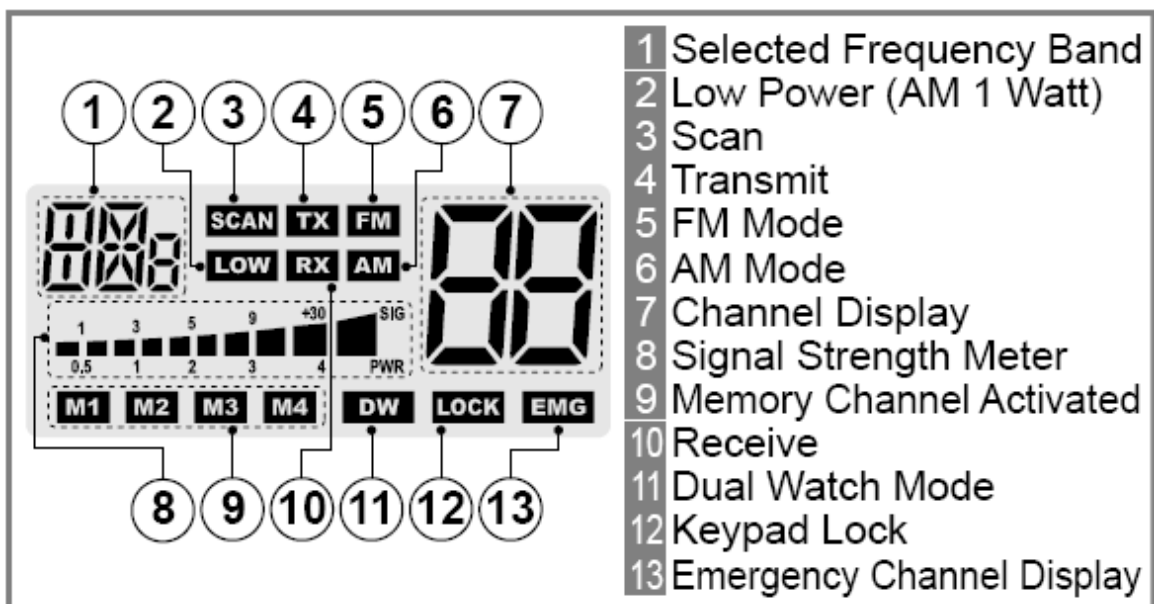 1 Selected Frequency Band
2 Low Power (AM 1 Watt)
3 Scan
4 Transmit
5 FM Mode
6 AM Mode
7 Channel Display
8 Signal Strength Meter
9 Memory Channel Activated
10 Receive
11 Dual Watch Mode
12 Keypad Lock
13 Emergency Channel Display
1 2 3 4 5 6 7
SCAN TX FM
LOW RX AM
1 3 5 9 +30 SIG
0.5 1 2 3 4 PWR
M1 M2 M3 M4 DW LOCK EMG
8 9 10 11 12 13